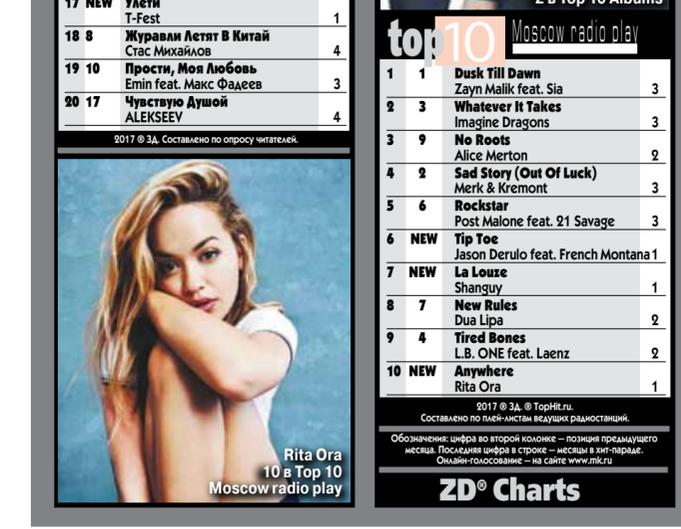 17 NEW Улети
T-Fest 1
18 8 Журавли Летят В Китай
Стас Михайлов 4
19 10 Прости, Моя Любовь
Emin feat. Макс Фадеев 3
20 17 Чувствую Душой
ALEKSEEV 4
2017 ® ЗД. Составлено по опросу читателей.
Rita Ora
10 в Top 10
Moscow radio play
2 в Top 10 Albums
top10 Moscow radio play
1 1 Dusk Till Dawn
Zayn Malik feat. Sia 3
2 3 Whatever It Takes
Imagine Dragons 3
3 9 No Roots
Alice Merton 2
4 2 Sad Story (Out Of Luck)
Merk & Kremont 3
5 6 Rockstar
Post Malone feat. 21 Savage 3
6 NEW Tip Toe
Jason Derulo feat. French Montana 1
7 NEW La Louze
Shanguy 1
8 7 New Rules
Dua Lipa 2
9 4 Tired Bones
L.B. ONE feat. Laenz 2
10 NEW Anywhere
Rita Ora 1
2017 ® ЗД. ® TopHit.ru.
Составлено по плей-листам ведущих радиостанций.
Обозначения: цифра во второй колонке – позиция предыдущего
месяца. Последняя цифра в строке – месяцы в хит-параде.
Онлайн-голосование – на сайте www.mk.ru
ZD® Charts